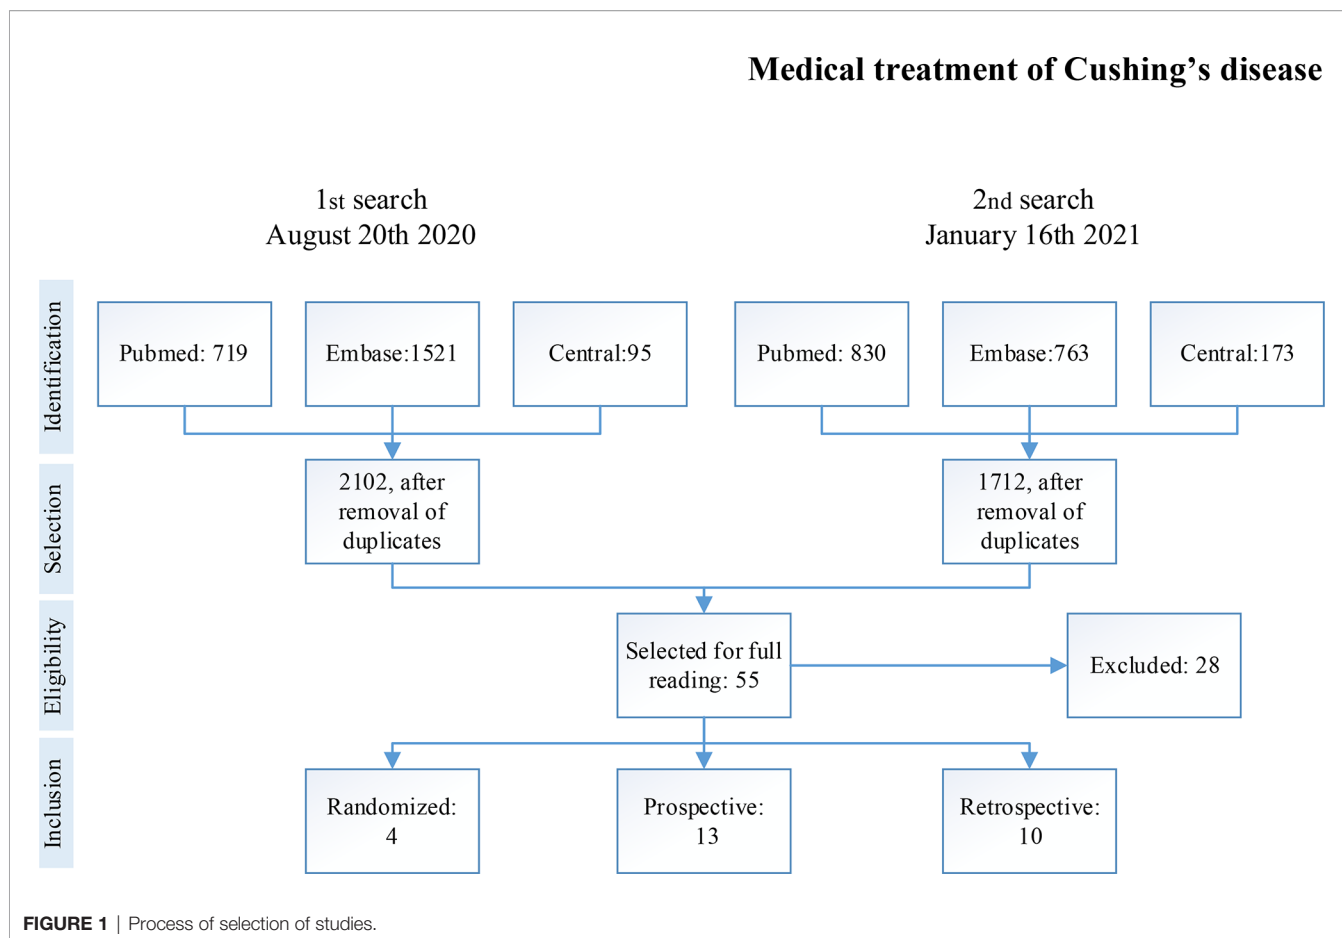 Medical treatment of Cushing’s disease
1st search
August 20th 2020
2nd search
January 16th 2021
Identification
Pubmed: 719
Embase:1521
Central:95
Pubmed: 830
Embase:763
Central:173
Selection
2102, after
removal of
duplicates
1712, after
removal of
duplicates
Eligibility
Selected for full
reading: 55
Excluded: 28
Inclusion
Randomized:
4
Prospective:
13
Retrospective:
10
FIGURE 1 | Process of selection of studies.